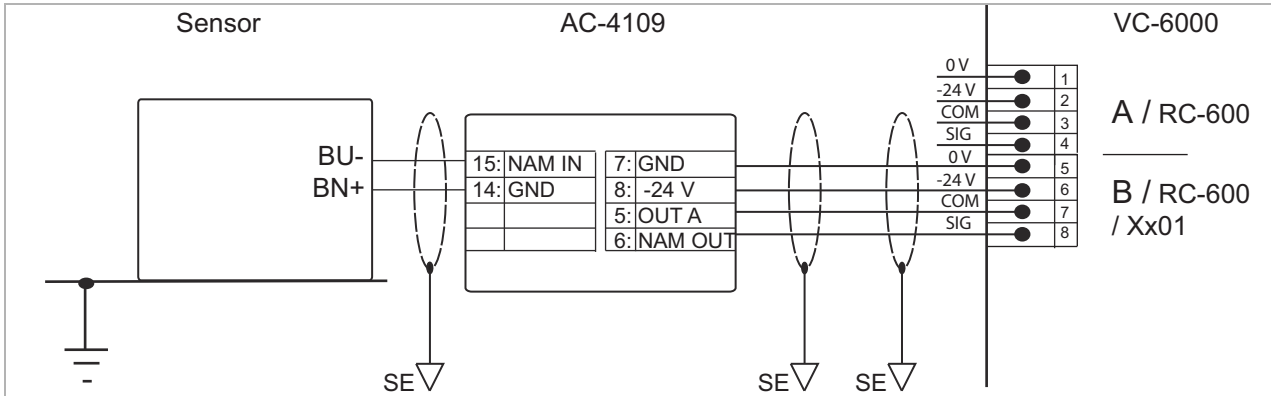 Sensor
AC-4109
VC-6000
BU-
BN+
15: NAM IN
14: GND
7: GND
8: -24 V
5: OUT A
6: NAM OUT
0 V
-24 V
COM
SIG
0 V
-24 V
COM
SIG
1
2
3
4
5
6
7
8
A / RC-600
B / RC-600
/ Xx01
SE
SE
SE